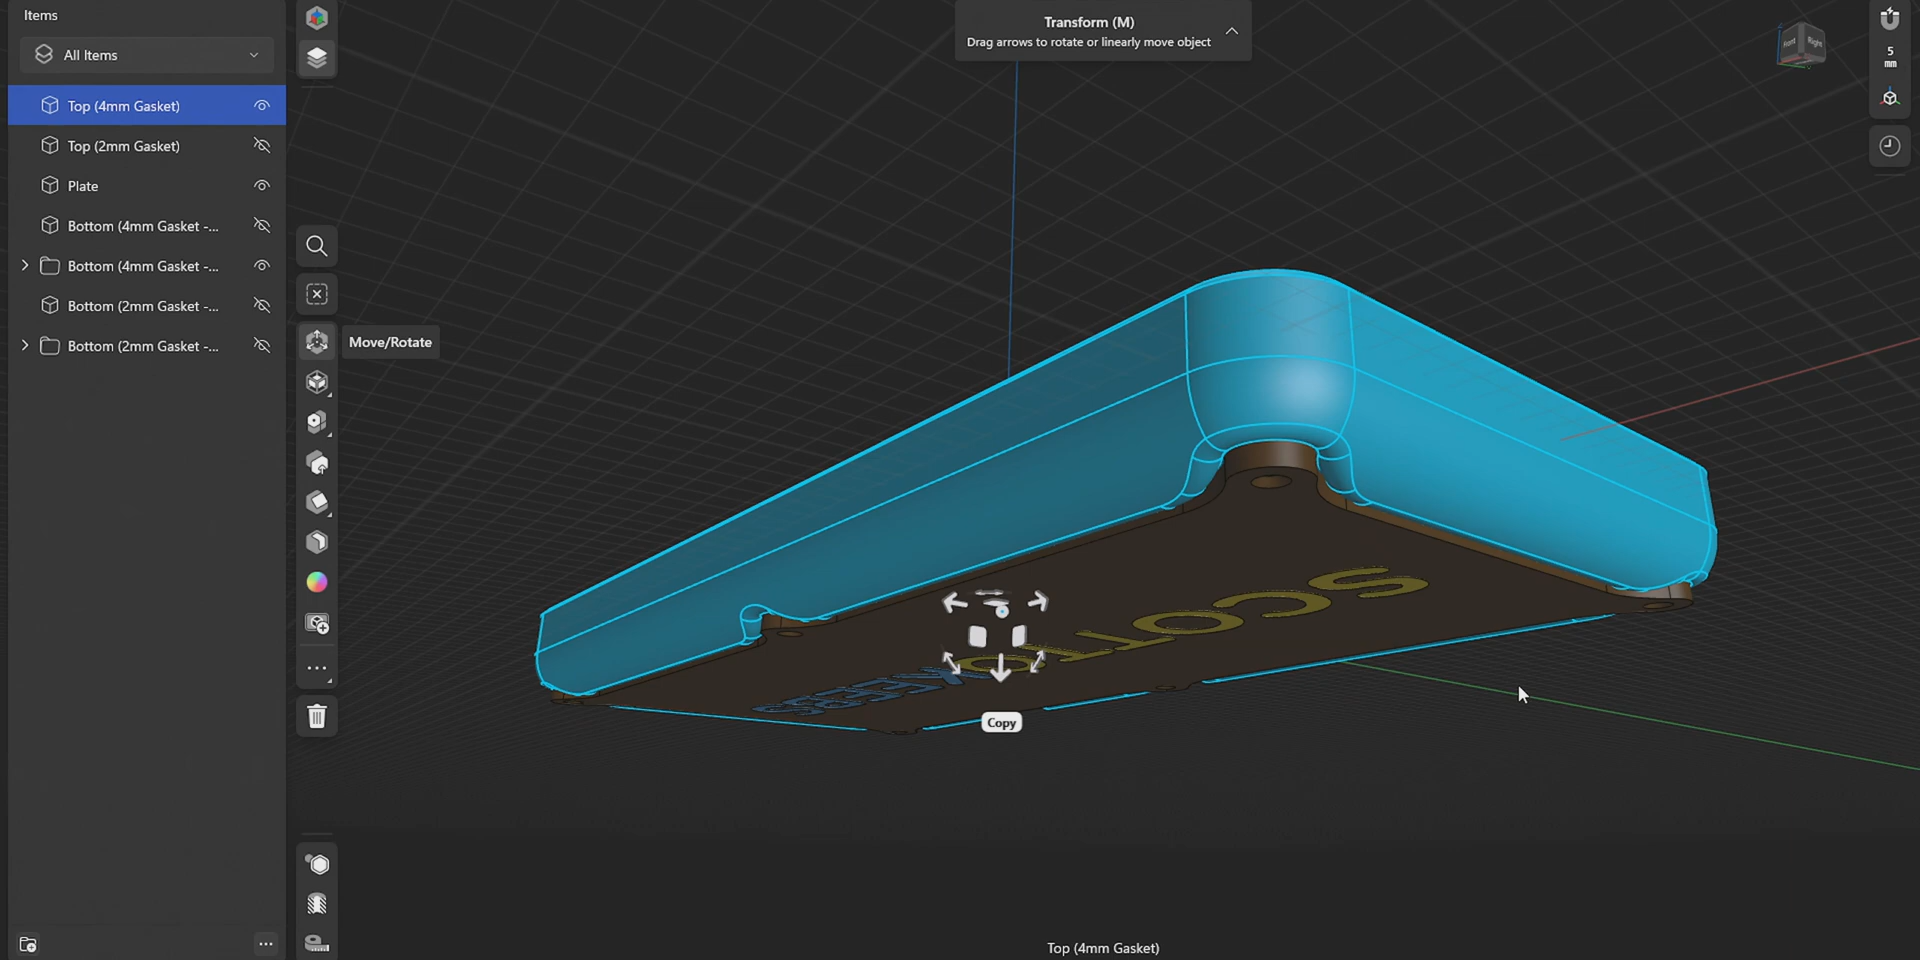 Items
All Items
Top (4mm Gasket)
Top (2mm Gasket)
Plate
Bottom (4mm Gasket -...
Bottom (4mm Gasket -...
Bottom (2mm Gasket -...
Bottom (2mm Gasket -...
Move/Rotate
Transform (M)
Drag arrows to rotate or linearly move object
Front
Right
5
mm
Copy
Top (4mm Gasket)